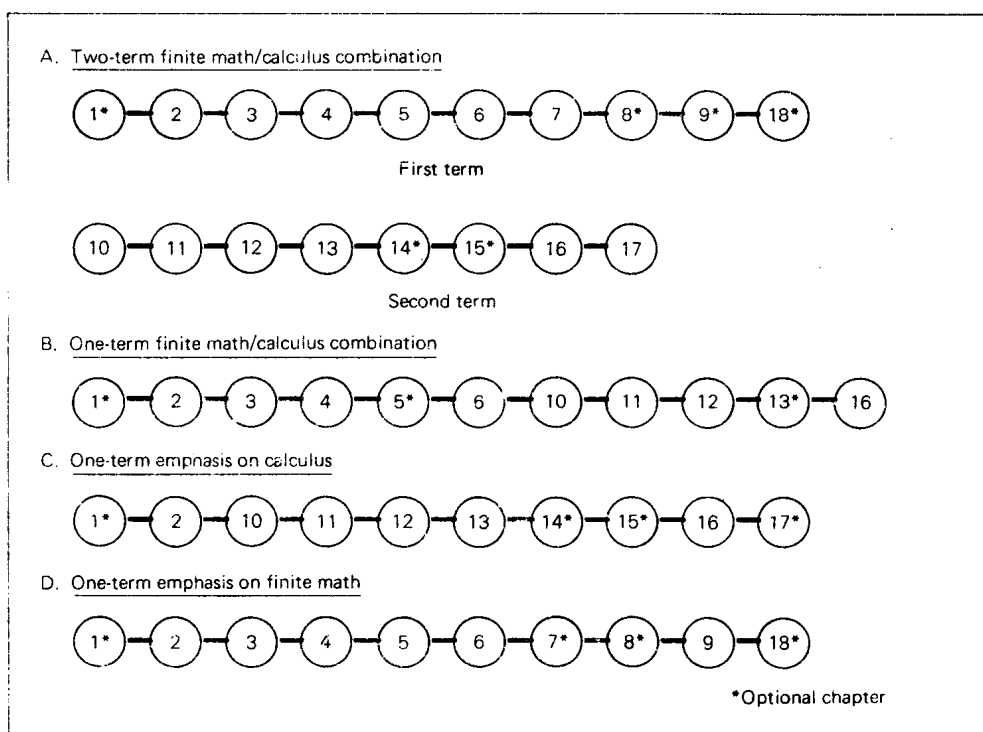 A. Two-term finite math/calculus combination
1* 2 3 4 5 6 7 8* 9* 18*
First term
10 11 12 13 14* 15* 16 17
Second term
B. One-term finite math/calculus combination
1* 2 3 4 5* 6 10 11 12 13* 16
C. One-term emphasis on calculus
1* 2 10 11 12 13 14* 15* 16 17*
D. One-term emphasis on finite math
1* 2 3 4 5 6 7* 8* 9 18*
*Optional chapter